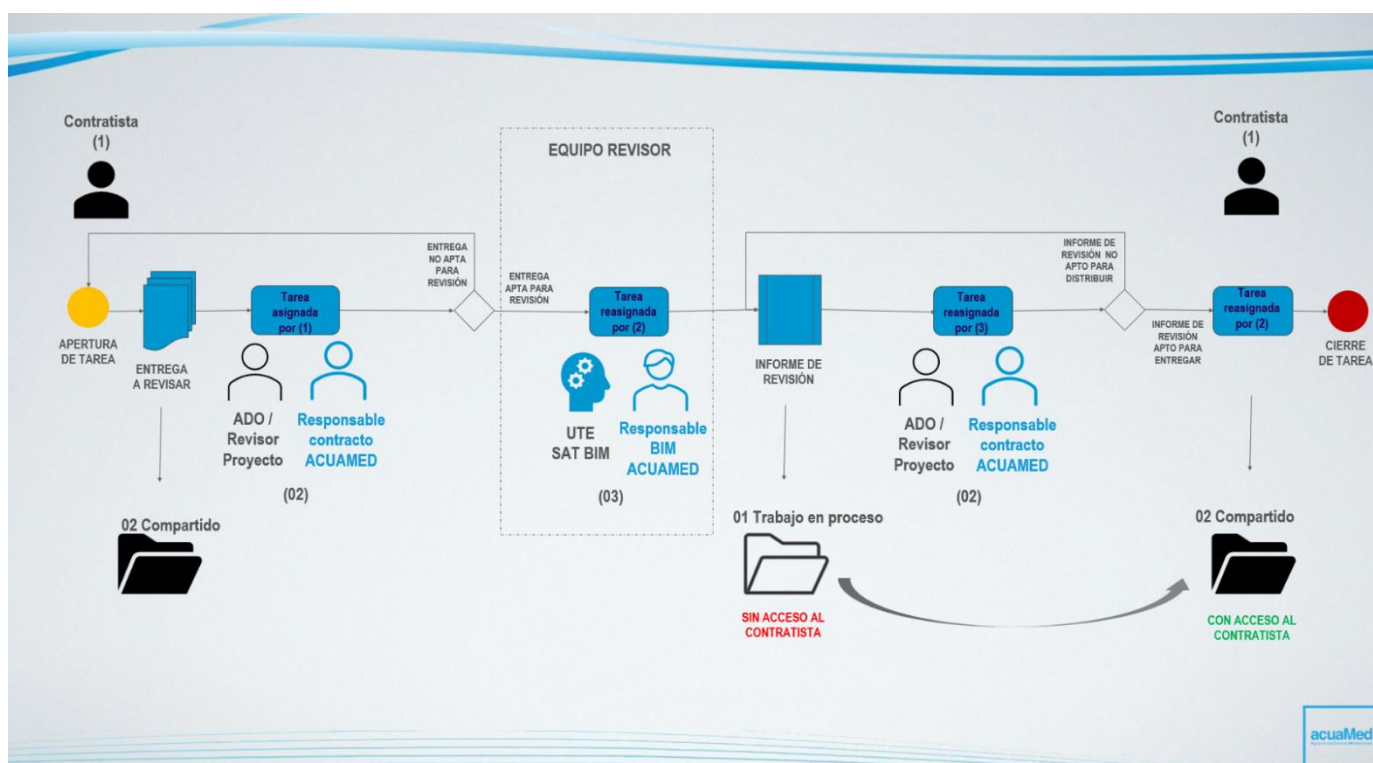 Contratista
(1)
Contratista
(1)
EQUIPO REVISOR
ENTREGA
NO APTA
PARA
REVISIÓN
ENTREGA
APTA PARA
REVISIÓN
INFORME DE
REVISIÓN NO
APTO PARA
DISTRIBUIR
Tarea
asignada
por (1)
Tarea
reasignada
por (2)
Tarea
reasignada
por (3)
Tarea
reasignada
por (2)
APERTURA
DE TAREA
ENTREGA
A REVISAR
INFORME DE
REVISIÓN
INFORME DE
REVISIÓN
APTO PARA
ENTREGAR
CIERRE
DE TAREA
ADO /
Revisor
Proyecto
Responsable
contracto
ACUAMED
(02)
UTE
SAT BIM
Responsable
BIM
ACUAMED
(03)
ADO /
Revisor
Proyecto
Responsable
contracto
ACUAMED
(02)
02 Compartido
01 Trabajo en proceso
02 Compartido
SIN ACCESO AL
CONTRATISTA
CON ACCESO AL
CONTRATISTA
acuaMed